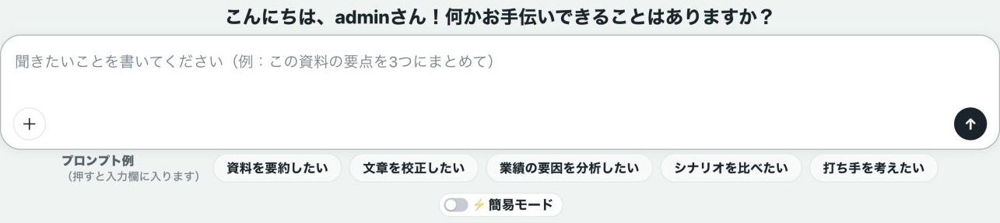 こんにちは、adminさん！何かお手伝いできることはありますか？
聞きたいことを書いてください（例：この資料の要点を3つにまとめて）
プロンプト例
（押すと入力欄に入ります）
資料を要約したい
文章を校正したい
業績の要因を分析したい
シナリオを比べたい
打ち手を考えたい
⚡簡易モード